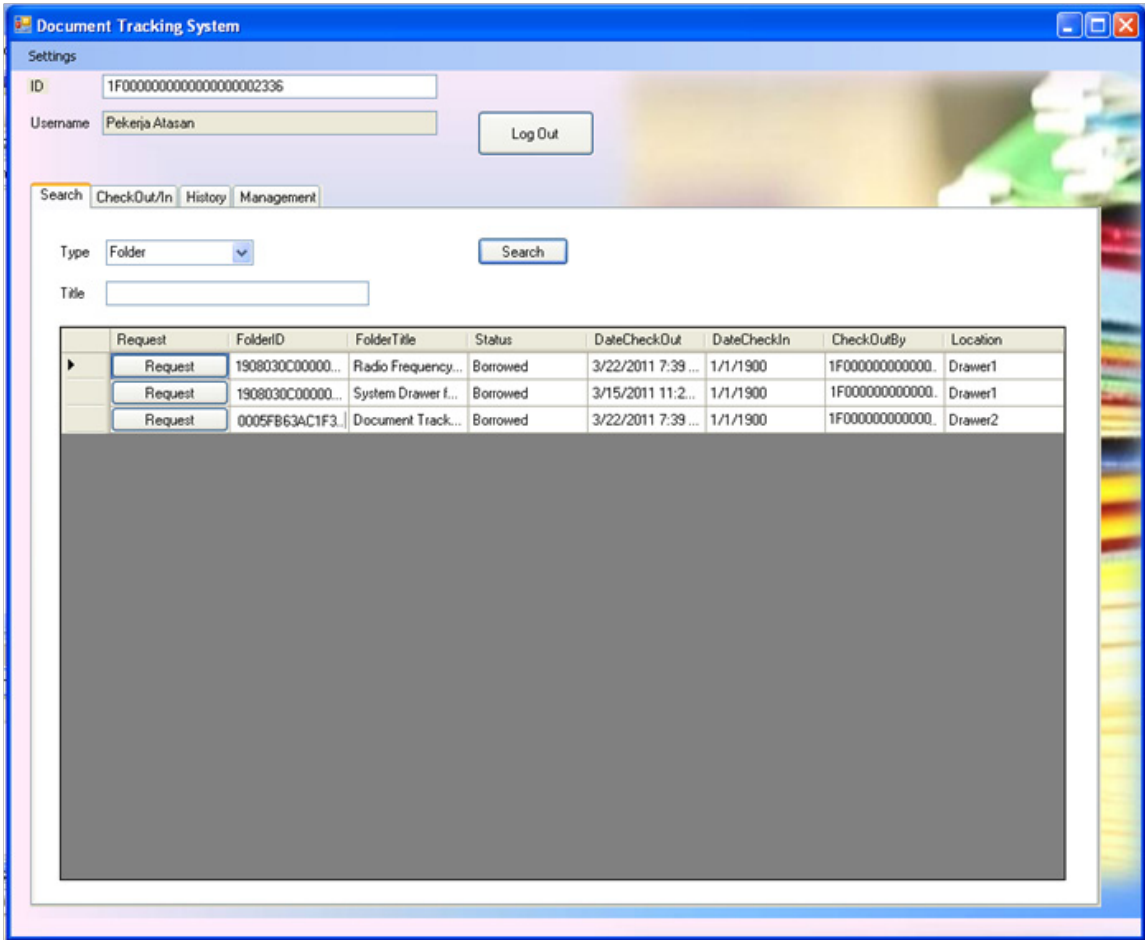 Document Tracking System
Settings
ID 1F0000000000000000002336
Username Pekerja Atasan
Log Out
Search CheckOut/In History Management
Type Folder Search
Title
Request FolderID FolderTitle Status DateCheckOut DateCheckIn CheckOutBy Location
Request 1908030C00000... Radio Frequency... Borrowed 3/22/2011 7:39 ... 1/1/1900 1F000000000000.. Drawer1
Request 1908030C00000... System Drawer f... Borrowed 3/15/2011 11:2... 1/1/1900 1F000000000000.. Drawer1
Request 0005FB63AC1F3.. Document Track... Borrowed 3/22/2011 7:39 ... 1/1/1900 1F000000000000.. Drawer2